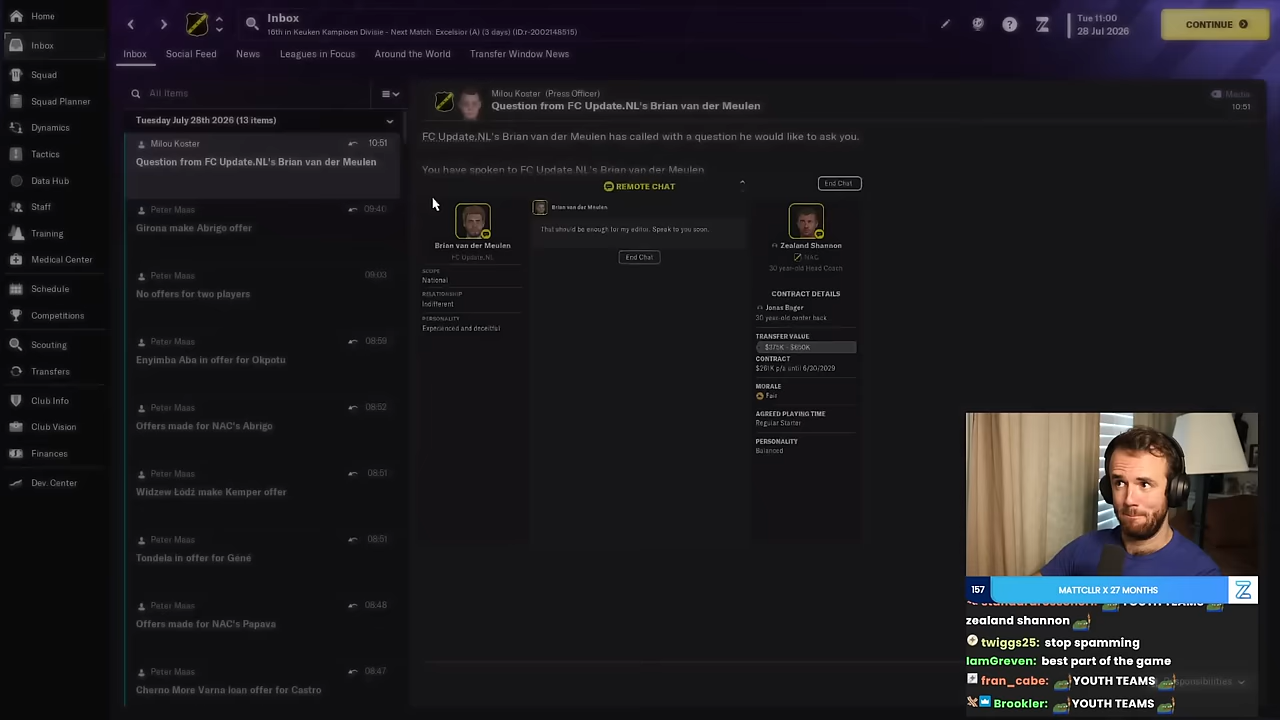 Home
Inbox
Squad
Squad Planner
Dynamics
Tactics
Data Hub
Staff
Training
Medical Center
Schedule
Competitions
Scouting
Transfers
Club Info
Club Vision
Finances
Dev. Center
Inbox
16th in Keuken Kampioen Divisie - Next Match: Excelsior (A) (3 days) (ID:r-2002148515)
Tue 11:00
28 Jul 2026
CONTINUE
Inbox
Social Feed
News
Leagues in Focus
Around the World
Transfer Window News
All Items
Tuesday July 28th 2026 (13 items)
Milou Koster
10:51
Question from FC Update.NL's Brian van der Meulen
Peter Maas
09:40
Girona make Abrigo offer
Peter Maas
09:03
No offers for two players
Peter Maas
08:59
Enyimba Aba in offer for Okpotu
Peter Maas
08:52
Offers made for NAC's Abrigo
Peter Maas
08:51
Widzew Łódź make Kemper offer
Peter Maas
08:51
Tondela in offer for Géné
Peter Maas
08:48
Offers made for NAC's Papava
Peter Maas
08:47
Cherno More Varna loan offer for Castro
Milou Koster (Press Officer)
Question from FC Update.NL's Brian van der Meulen
Media
10:51
FC Update.NL's Brian van der Meulen has called with a question he would like to ask you.
You have spoken to FC Update.NL's Brian van der Meulen
REMOTE CHAT
End Chat
Brian van der Meulen
FC Update.NL
SCOPE
National
RELATIONSHIP
Indifferent
PERSONALITY
Experienced and deceitful
Brian van der Meulen
That should be enough for my editor. Speak to you soon.
End Chat
Zealand Shannon
NAC
30 year-old Head Coach
CONTRACT DETAILS
Jonas Bager
30 year-old center back
TRANSFER VALUE
$375K - $650K
CONTRACT
$261K p/a until 6/30/2029
MORALE
Fair
AGREED PLAYING TIME
Regular Starter
PERSONALITY
Balanced
157
MATTCLLR X 27 MONTHS
Z
YOUTH TEAMS
zealand shannon
twiggs25: stop spamming
IamGreven: best part of the game
fran_cabe: YOUTH TEAMS
Brookler: YOUTH TEAMS